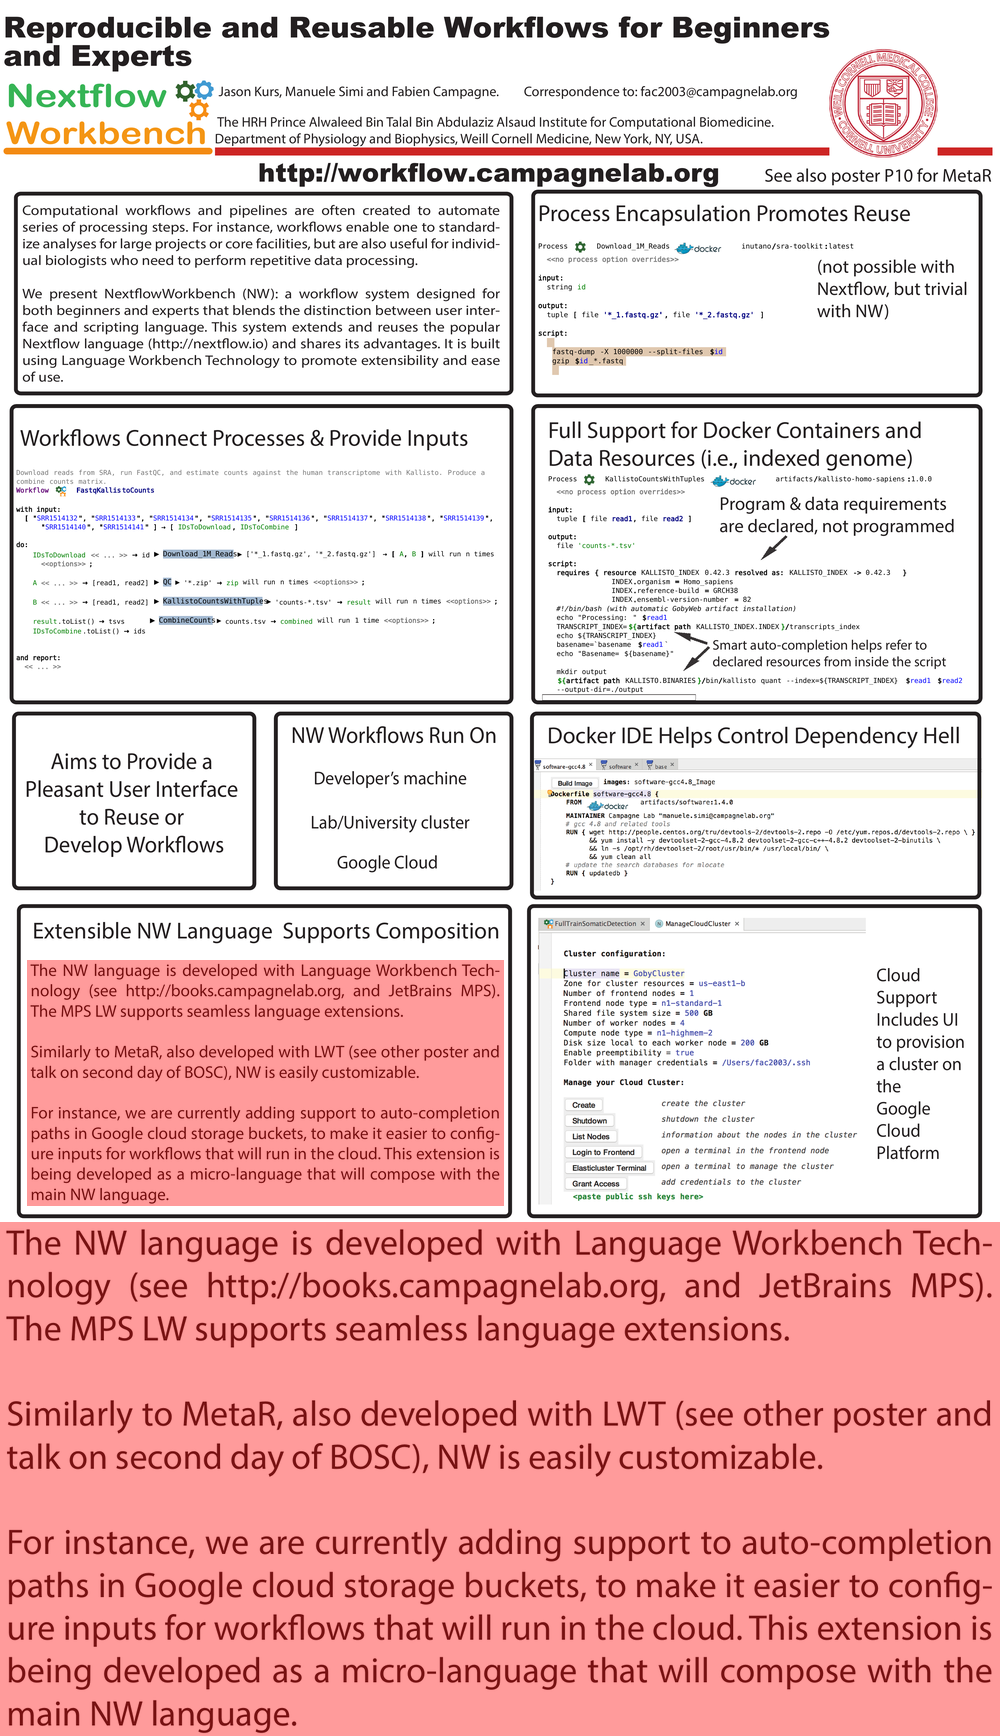 Reproducible and Reusable Workflows for Beginners
and Experts
Nextflow
Workbench
Jason Kurs, Manuele Simi and Fabien Campagne. Correspondence to: fac2003@campagnelab.org
The HRH Prince Alwaleed Bin Talal Bin Abdulaziz Alsaud Institute for Computational Biomedicine.
Department of Physiology and Biophysics, Weill Cornell Medicine, New York, NY, USA.
http://workflow.campagnelab.org
See also poster P10 for MetaR
Computational workflows and pipelines are often created to automate
series of processing steps. For instance, workflows enable one to standard-
ize analyses for large projects or core facilities, but are also useful for individ-
ual biologists who need to perform repetitive data processing.
We present NextflowWorkbench (NW): a workflow system designed for
both beginners and experts that blends the distinction between user inter-
face and scripting language. This system extends and reuses the popular
Nextflow language (http://nextflow.io) and shares its advantages. It is built
using Language Workbench Technology to promote extensibility and ease
of use.
Process Encapsulation Promotes Reuse
Process Download_1M_Reads docker inutano/sra-toolkit:latest
<<no process option overrides>>
input:
string id
output:
tuple [ file '*_1.fastq.gz', file '*_2.fastq.gz' ]
script:
fastq-dump -X 1000000 --split-files $id
gzip $id_*.fastq
(not possible with
Nextflow, but trivial
with NW)
Workflows Connect Processes & Provide Inputs
Download reads from SRA, run FastQC, and estimate counts against the human transcriptome with Kallisto. Produce a
combine counts matrix.
Workflow FastqKallistoCounts
with input:
[ "SRR1514132", "SRR1514133", "SRR1514134", "SRR1514135", "SRR1514136", "SRR1514137", "SRR1514138", "SRR1514139",
"SRR1514140", "SRR1514141" ] → [ IDsToDownload, IDsToCombine ]
do:
IDsToDownload << ... >> → id ▶ Download_1M_Reads ▶ ['*_1.fastq.gz', '*_2.fastq.gz'] → [ A, B ] will run n times
<<options>> ;
A << ... >> → [read1, read2] ▶ QC ▶ '*.zip' → zip will run n times <<options>> ;
B << ... >> → [read1, read2] ▶ KallistoCountsWithTuples ▶ 'counts-*.tsv' → result will run n times <<options>> ;
result.toList() → tsvs ▶ CombineCounts ▶ counts.tsv → combined will run 1 time <<options>> ;
IDsToCombine.toList() → ids
and report:
<< ... >>
Full Support for Docker Containers and
Data Resources (i.e., indexed genome)
Process KallistoCountsWithTuples docker artifacts/kallisto-homo-sapiens:1.0.0
<<no process option overrides>>
input:
tuple [ file read1, file read2 ]
output:
file 'counts-*.tsv'
script:
requires { resource KALLISTO_INDEX 0.42.3 resolved as: KALLISTO_INDEX -> 0.42.3 }
INDEX.organism = Homo_sapiens
INDEX.reference-build = GRCH38
INDEX.ensembl-version-number = 82
#!/bin/bash (with automatic GobyWeb artifact installation)
echo "Processing: " $read1
TRANSCRIPT_INDEX=${artifact path KALLISTO_INDEX.INDEX}/transcripts_index
echo ${TRANSCRIPT_INDEX}
basename=`basename $read1`
echo "Basename= ${basename}"
mkdir output
${artifact path KALLISTO.BINARIES}/bin/kallisto quant --index=${TRANSCRIPT_INDEX} $read1 $read2
--output-dir=./output
Program & data requirements
are declared, not programmed
Smart auto-completion helps refer to
declared resources from inside the script
Aims to Provide a
Pleasant User Interface
to Reuse or
Develop Workflows
NW Workflows Run On
Developer's machine
Lab/University cluster
Google Cloud
Docker IDE Helps Control Dependency Hell
software-gcc4.8 × software × base ×
Build Image images: software-gcc4.8_Image
Dockerfile software-gcc4.8 {
FROM docker artifacts/software:1.4.0
MAINTAINER Campagne Lab "manuele.simi@campagnelab.org"
# gcc 4.8 and related tools
RUN { wget http://people.centos.org/tru/devtools-2/devtools-2.repo -O /etc/yum.repos.d/devtools-2.repo \ }
&& yum install -y devtoolset-2-gcc-4.8.2 devtoolset-2-gcc-c++-4.8.2 devtoolset-2-binutils \
&& ln -s /opt/rh/devtoolset-2/root/usr/bin/* /usr/local/bin/ \
&& yum clean all
# update the search databases for mlocate
RUN { updatedb }
}
Extensible NW Language Supports Composition
The NW language is developed with Language Workbench Tech-
nology (see http://books.campagnelab.org, and JetBrains MPS).
The MPS LW supports seamless language extensions.
Similarly to MetaR, also developed with LWT (see other poster and
talk on second day of BOSC), NW is easily customizable.
For instance, we are currently adding support to auto-completion
paths in Google cloud storage buckets, to make it easier to config-
ure inputs for workflows that will run in the cloud. This extension is
being developed as a micro-language that will compose with the
main NW language.
FullTrainSomaticDetection × ManageCloudCluster ×
Cluster configuration:
Cluster name = GobyCluster
Zone for cluster resources = us-east1-b
Number of frontend nodes = 1
Frontend node type = n1-standard-1
Shared file system size = 500 GB
Number of worker nodes = 4
Compute node type = n1-highmem-2
Disk size local to each worker node = 200 GB
Enable preemptibility = true
Folder with manager credentials = /Users/fac2003/.ssh
Manage your Cloud Cluster:
Create create the cluster
Shutdown shutdown the cluster
List Nodes information about the nodes in the cluster
Login to Frontend open a terminal in the frontend node
Elasticluster Terminal open a terminal to manage the cluster
Grant Access add credentials to the cluster
<paste public ssh keys here>
Cloud
Support
Includes UI
to provision
a cluster on
the
Google
Cloud
Platform
The NW language is developed with Language Workbench Tech-
nology (see http://books.campagnelab.org, and JetBrains MPS).
The MPS LW supports seamless language extensions.
Similarly to MetaR, also developed with LWT (see other poster and
talk on second day of BOSC), NW is easily customizable.
For instance, we are currently adding support to auto-completion
paths in Google cloud storage buckets, to make it easier to config-
ure inputs for workflows that will run in the cloud. This extension is
being developed as a micro-language that will compose with the
main NW language.